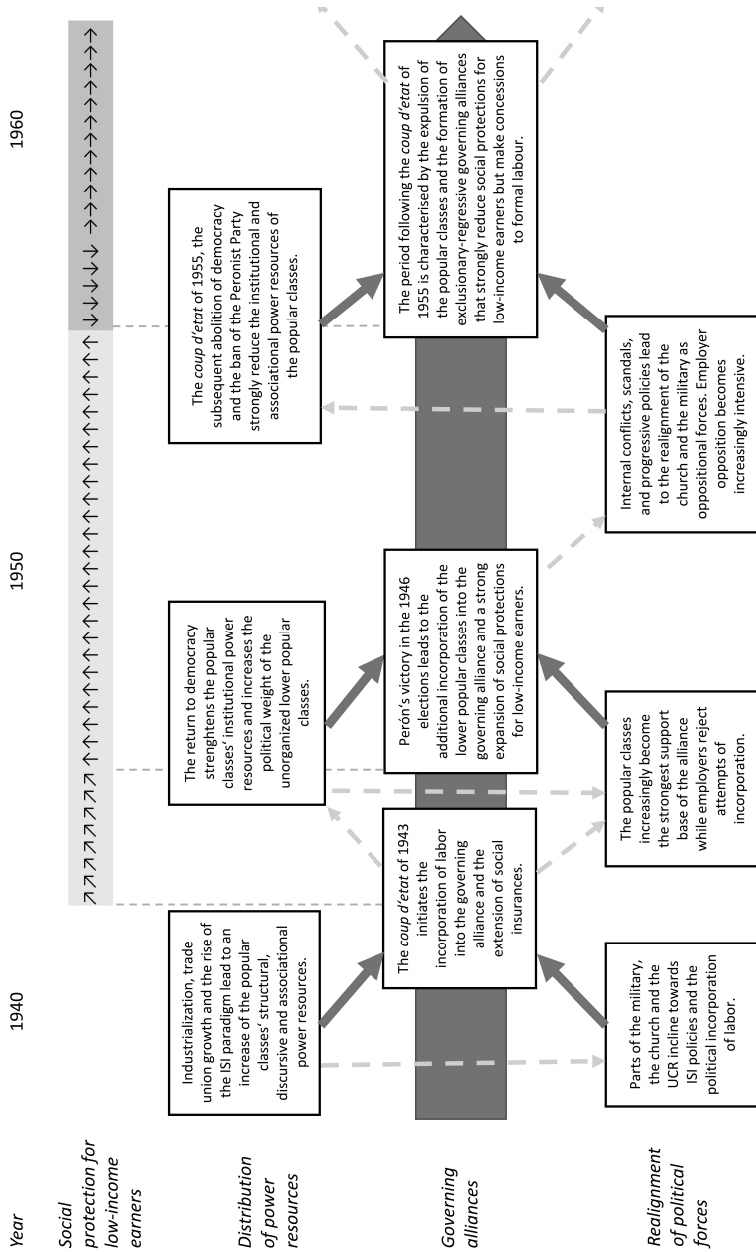 Year
1940
1950
1960
Social
protection for
low-income
earners
↗↗↗↗↗↗↗↗ ↑↑↑↑↑↑↑↑↑↑↑↑↑↑↑↑↑↑↑↑↑↑↑↑↑↑ ↓↓↓↓↓ →→→→→→→→→→→→
Distribution
of power
resources
Industrialization, trade
union growth and the rise of
the ISI paradigm lead to an
increase of the popular
classes‘ structural,
discursive and associational
power resources.
The return to democracy
strenghtens the popular
classes‘ institutional power
resources and increases the
political weight of the
unorganized lower popular
classes.
The coup d‘etat of 1955, the
subsequent abolition of democracy
and the ban of the Peronist Party
strongly reduce the institutional and
associational power resources of
the popular classes.
Governing
alliances
The coup d‘etat of 1943
initiates the
incorporation of labor
into the governing
alliance and the
extension of social
insurances.
Perón‘s victory in the 1946
elections leads to the
additional incorporation of the
lower popular classes into the
governing alliance and a strong
expansion of social protections
for low-income earners.
The period following the coup d‘etat of
1955 is characterised by the expulsion of
the popular classes and the formation of
exclusionary-regressive governing alliances
that strongly reduce social protections for
low-income earners but make concessions
to formal labour.
Realignment
of political
forces
Parts of the military,
the church and the
UCR incline towards
ISI policies and the
political incorporation
of labor.
The popular classes
increasingly become
the strongest support
base of the alliance
while employers reject
attempts of
incorporation.
Internal conflicts, scandals,
and progressive policies lead
to the realignment of the
church and the military as
oppositional forces. Employer
opposition becomes
increasingly intensive.